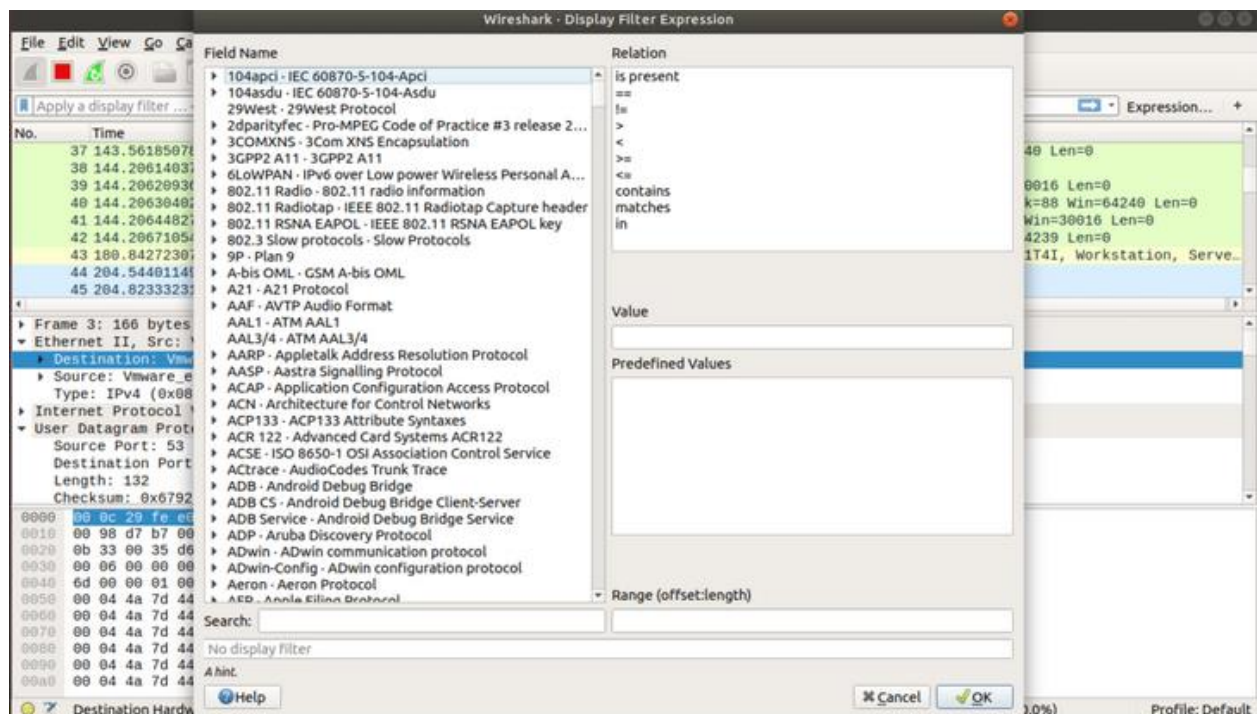 Wireshark · Display Filter Expression
File Edit View Go Ca
Apply a display filter ...
Expression... +
No. Time
37 143.56185078
38 144.20614037
39 144.20620936
40 144.20630402
41 144.20644827
42 144.20671054
43 180.84272307
44 204.54401149
45 204.82333231
40 Len=0
0016 Len=0
k=88 Win=64240 Len=0
Win=30016 Len=0
4239 Len=0
1T4I, Workstation, Serve...
Frame 3: 166 bytes
Ethernet II, Src:
Destination: Vmw
Source: Vmware_e
Type: IPv4 (0x08
Internet Protocol
User Datagram Prot
Source Port: 53
Destination Port
Length: 132
Checksum: 0x6792
0000 00 0c 29 fe e6
0010 00 98 d7 b7 00
0020 0b 33 00 35 d6
0030 00 06 00 00 00
0040 6d 00 00 01 00
0050 00 04 4a 7d 44
0060 00 04 4a 7d 44
0070 00 04 4a 7d 44
0080 00 04 4a 7d 44
0090 00 04 4a 7d 44
00a0 00 04 4a 7d 44
Field Name
104apci · IEC 60870-5-104-Apci
104asdu · IEC 60870-5-104-Asdu
29West · 29West Protocol
2dparityfec · Pro-MPEG Code of Practice #3 release 2...
3COMXNS · 3Com XNS Encapsulation
3GPP2 A11 · 3GPP2 A11
6LoWPAN · IPv6 over Low power Wireless Personal A...
802.11 Radio · 802.11 radio information
802.11 Radiotap · IEEE 802.11 Radiotap Capture header
802.11 RSNA EAPOL · IEEE 802.11 RSNA EAPOL key
802.3 Slow protocols · Slow Protocols
9P · Plan 9
A-bis OML · GSM A-bis OML
A21 · A21 Protocol
AAF · AVTP Audio Format
AAL1 · ATM AAL1
AAL3/4 · ATM AAL3/4
AARP · Appletalk Address Resolution Protocol
AASP · Aastra Signalling Protocol
ACAP · Application Configuration Access Protocol
ACN · Architecture for Control Networks
ACP133 · ACP133 Attribute Syntaxes
ACR 122 · Advanced Card Systems ACR122
ACSE · ISO 8650-1 OSI Association Control Service
ACtrace · AudioCodes Trunk Trace
ADB · Android Debug Bridge
ADB CS · Android Debug Bridge Client-Server
ADB Service · Android Debug Bridge Service
ADP · Aruba Discovery Protocol
ADwin · ADwin communication protocol
ADwin-Config · ADwin configuration protocol
Aeron · Aeron Protocol
AFP · Apple Filing Protocol
Search:
No display filter
A hint.
Help
Relation
is present
==
!=
>
<
>=
<=
contains
matches
in
Value
Predefined Values
Range (offset:length)
Cancel
OK
Destination Hardw
0.0%)
Profile: Default